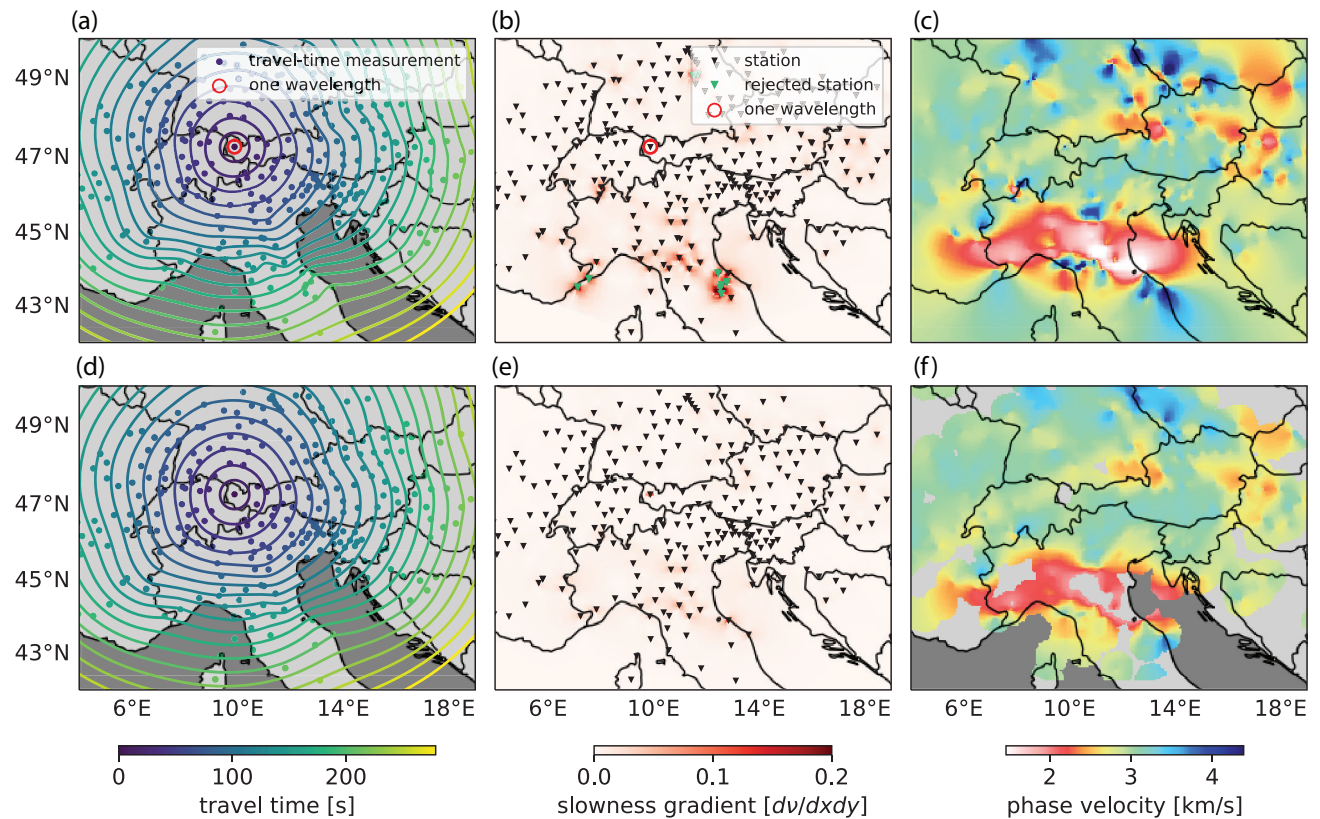 (a)
(b)
(c)
49°N
47°N
45°N
43°N
travel-time measurement
one wavelength
station
rejected station
one wavelength
(d)
(e)
(f)
49°N
47°N
45°N
43°N
6°E 10°E 14°E 18°E
6°E 10°E 14°E 18°E
6°E 10°E 14°E 18°E
0 100 200
travel time [s]
0.0 0.1 0.2
slowness gradient [dν/dxdy]
2 3 4
phase velocity [km/s]